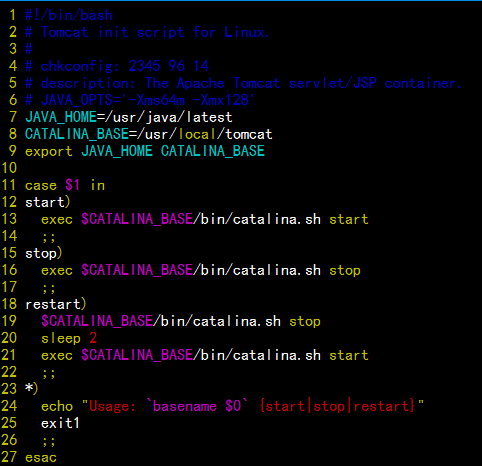 1 #!/bin/bash
2 # Tomcat init script for Linux.
3 #
4 # chkconfig: 2345 96 14
5 # description: The Apache Tomcat servlet/JSP container.
6 # JAVA_OPTS='-Xms64m -Xmx128'
7 JAVA_HOME=/usr/java/latest
8 CATALINA_BASE=/usr/local/tomcat
9 export JAVA_HOME CATALINA_BASE
10
11 case $1 in
12 start)
13   exec $CATALINA_BASE/bin/catalina.sh start
14   ;;
15 stop)
16   exec $CATALINA_BASE/bin/catalina.sh stop
17   ;;
18 restart)
19   $CATALINA_BASE/bin/catalina.sh stop
20   sleep 2
21   exec $CATALINA_BASE/bin/catalina.sh start
22   ;;
23 *)
24   echo "Usage: `basename $0` {start|stop|restart}"
25   exit1
26   ;;
27 esac